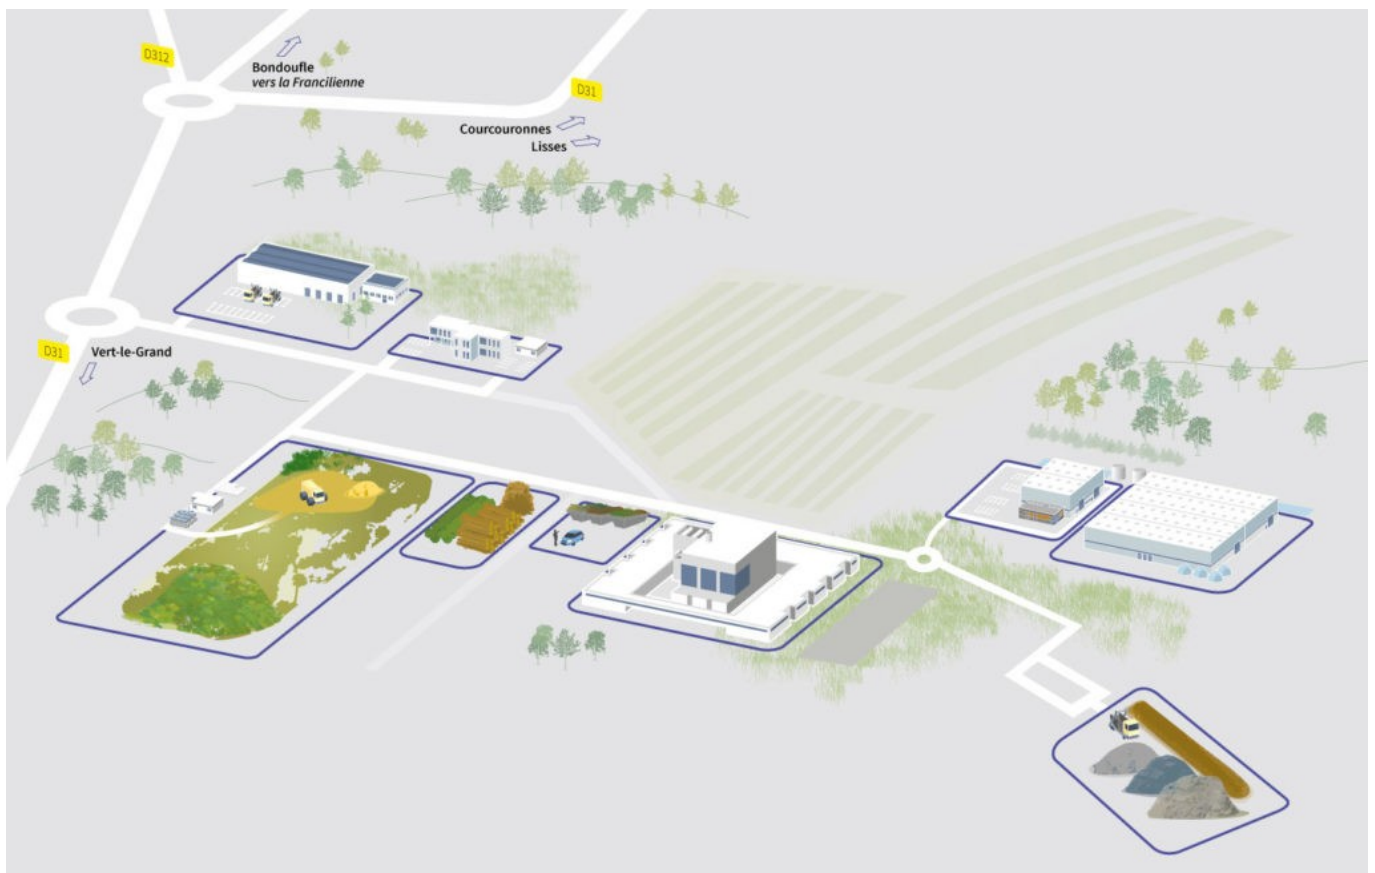 D312
Bondoufle
vers la Francilienne
D31
Courcouronnes
Lisses
D31
Vert-le-Grand